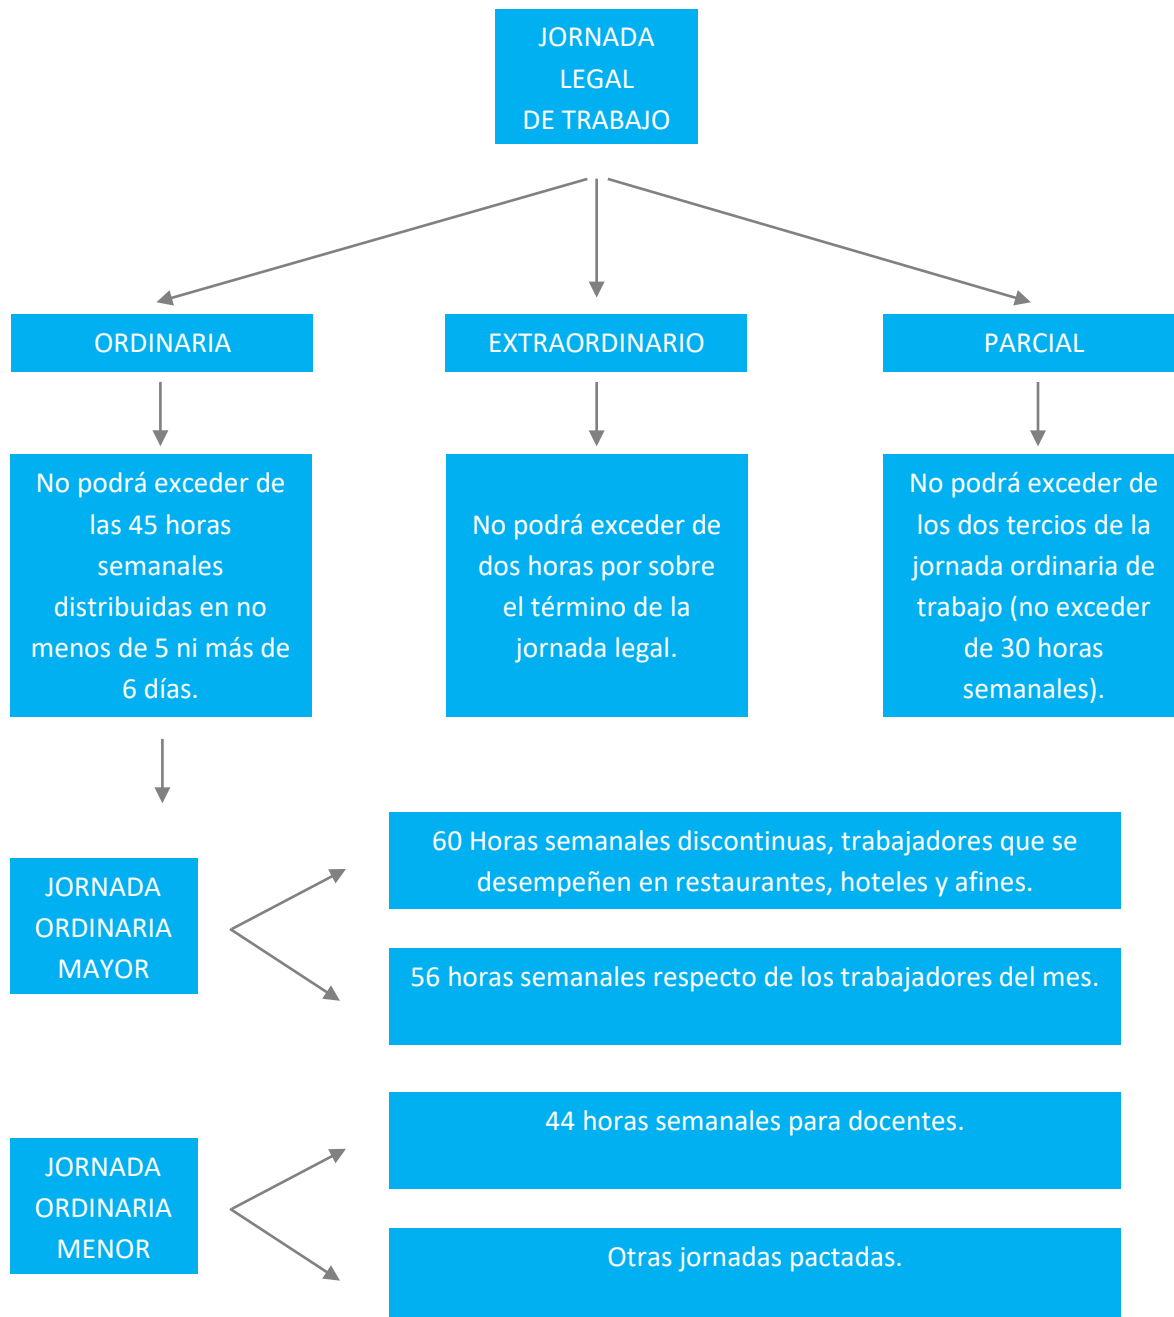 JORNADA
LEGAL
DE TRABAJO
ORDINARIA
EXTRAORDINARIO
PARCIAL
No podrá exceder de
las 45 horas
semanales
distribuidas en no
menos de 5 ni más de
6 días.
No podrá exceder de
dos horas por sobre
el término de la
jornada legal.
No podrá exceder de
los dos tercios de la
jornada ordinaria de
trabajo (no exceder
de 30 horas
semanales).
JORNADA
ORDINARIA
MAYOR
60 Horas semanales discontinuas, trabajadores que se
desempeñen en restaurantes, hoteles y afines.
56 horas semanales respecto de los trabajadores del mes.
JORNADA
ORDINARIA
MENOR
44 horas semanales para docentes.
Otras jornadas pactadas.